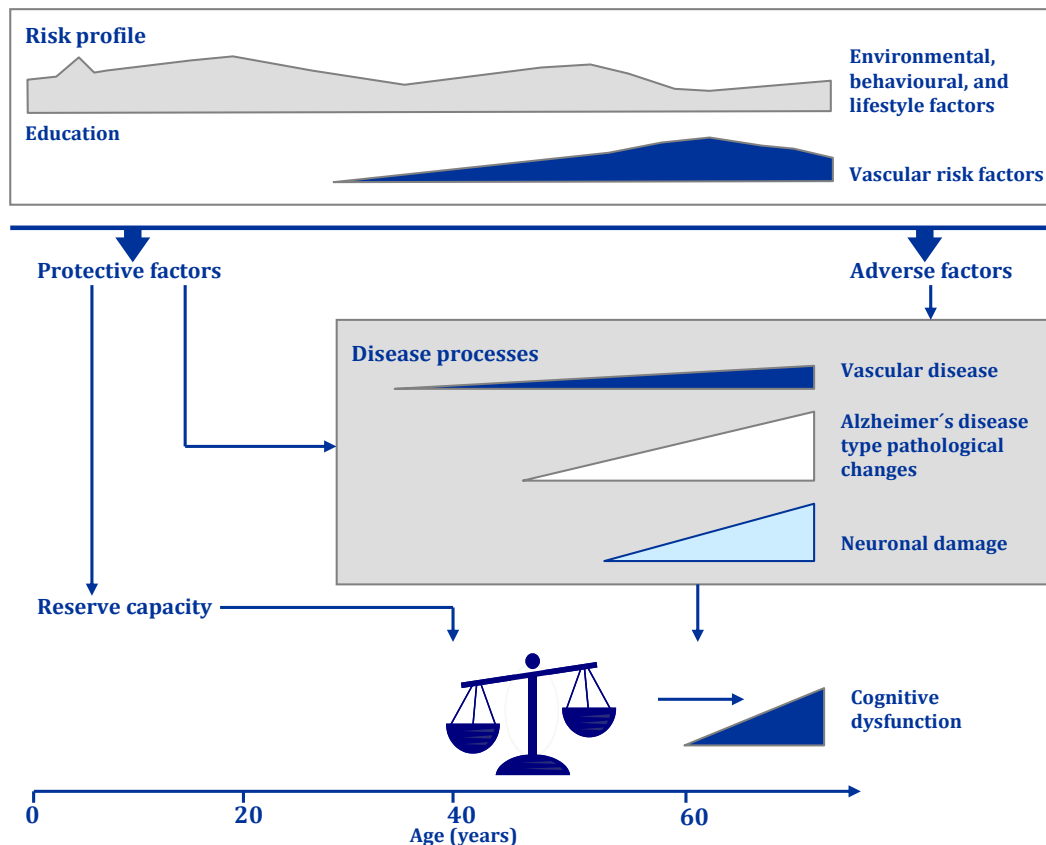 Risk profile
Environmental,
behavioural, and
lifestyle factors
Education
Vascular risk factors
Protective factors
Adverse factors
Disease processes
Vascular disease
Alzheimer´s disease
type pathological
changes
Neuronal damage
Reserve capacity
Cognitive
dysfunction
0 20 40 60
Age (years)